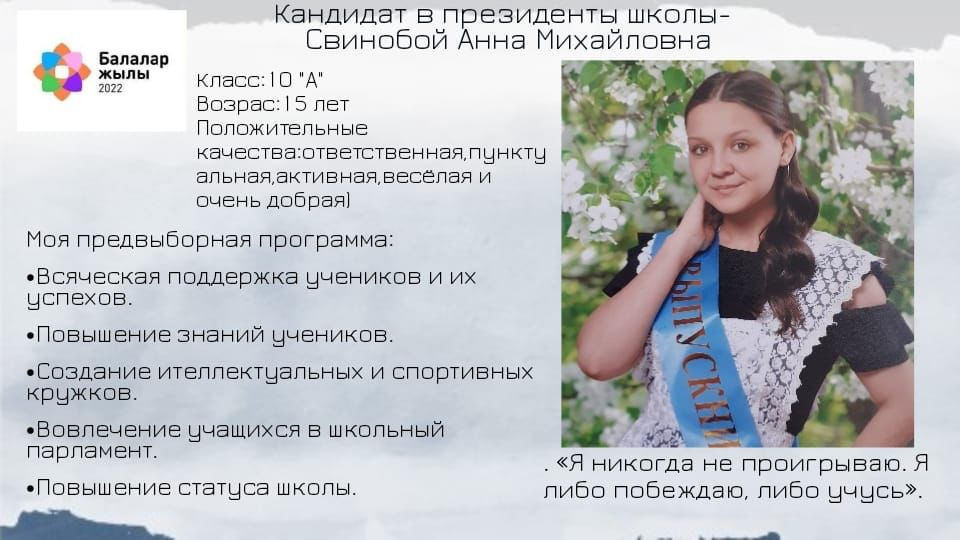 Кандидат в президенты школы-
Свинобой Анна Михайловна
Балалар
жылы
2022
Класс:10 "А"
Возрас:15 лет
Положительные
качества:ответственная,пункту
альная,активная,весёлая и
очень добрая)
Моя предвыборная программа:
•Всяческая поддержка учеников и их
успехов.
•Повышение знаний учеников.
•Создание ителлектуальных и спортивных
кружков.
•Вовлечение учащихся в школьный
парламент.
•Повышение статуса школы.
ВЫПУСКНИ
. «Я никогда не проигрываю. Я
либо побеждаю, либо учусь».